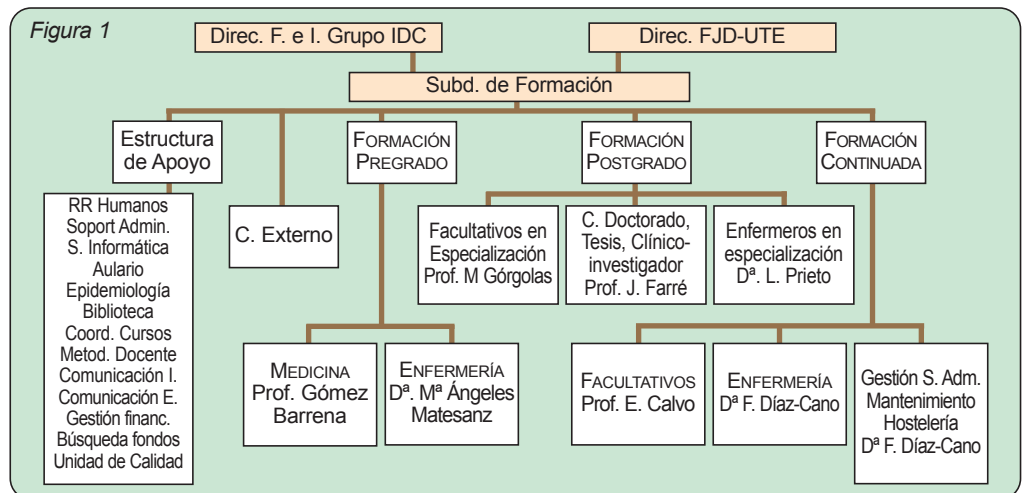 Figura 1
Direc. F. e I. Grupo IDC
Direc. FJD-UTE
Subd. de Formación
Estructura
de Apoyo
FORMACIÓN
PREGRADO
FORMACIÓN
POSTGRADO
FORMACIÓN
CONTINUADA
RR Humanos
Soport Admin.
S. Informática
Aulario
Epidemiología
Biblioteca
Coord. Cursos
Metod. Docente
Comunicación I.
Comunicación E.
Gestión financ.
Búsqueda fondos
Unidad de Calidad
C. Externo
Facultativos en
Especialización
Prof. M Górgolas
C. Doctorado,
Tesis, Clínico-
investigador
Prof. J. Farré
Enfermeros en
especialización
Dª. L. Prieto
MEDICINA
Prof. Gómez
Barrena
ENFERMERÍA
Dª. Mª Ángeles
Matesanz
FACULTATIVOS
Prof. E. Calvo
ENFERMERÍA
Dª F. Díaz-Cano
Gestión S. Adm.
Mantenimiento
Hostelería
Dª F. Díaz-Cano